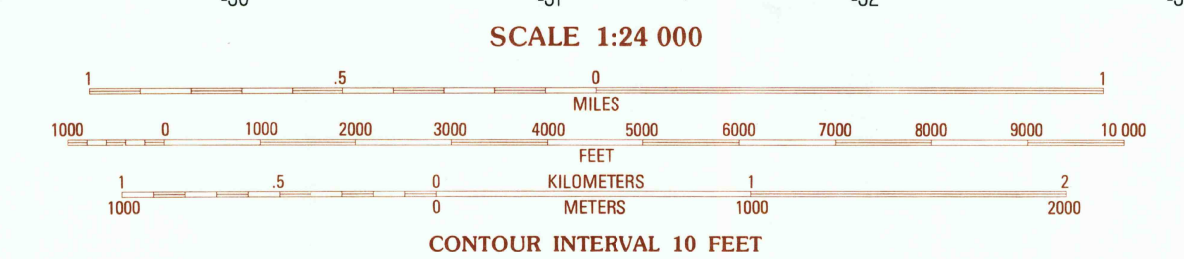 SCALE 1:24 000
1 .5 0 1
MILES
1000 0 1000 2000 3000 4000 5000 6000 7000 8000 9000 10 000
FEET
1 .5 0 KILOMETERS 1 2
1000 0 METERS 1000 2000
CONTOUR INTERVAL 10 FEET